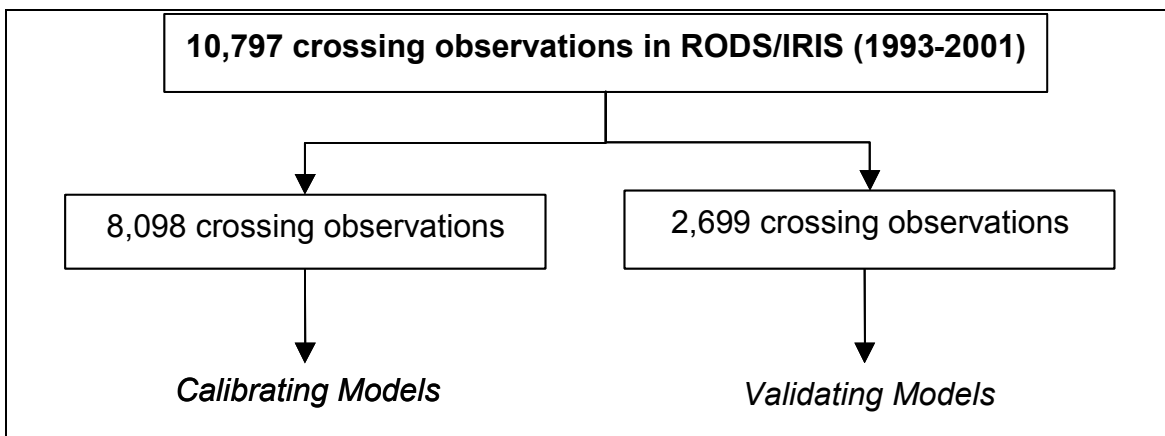 10,797 crossing observations in RODS/IRIS (1993-2001)
8,098 crossing observations
2,699 crossing observations
Calibrating Models
Validating Models